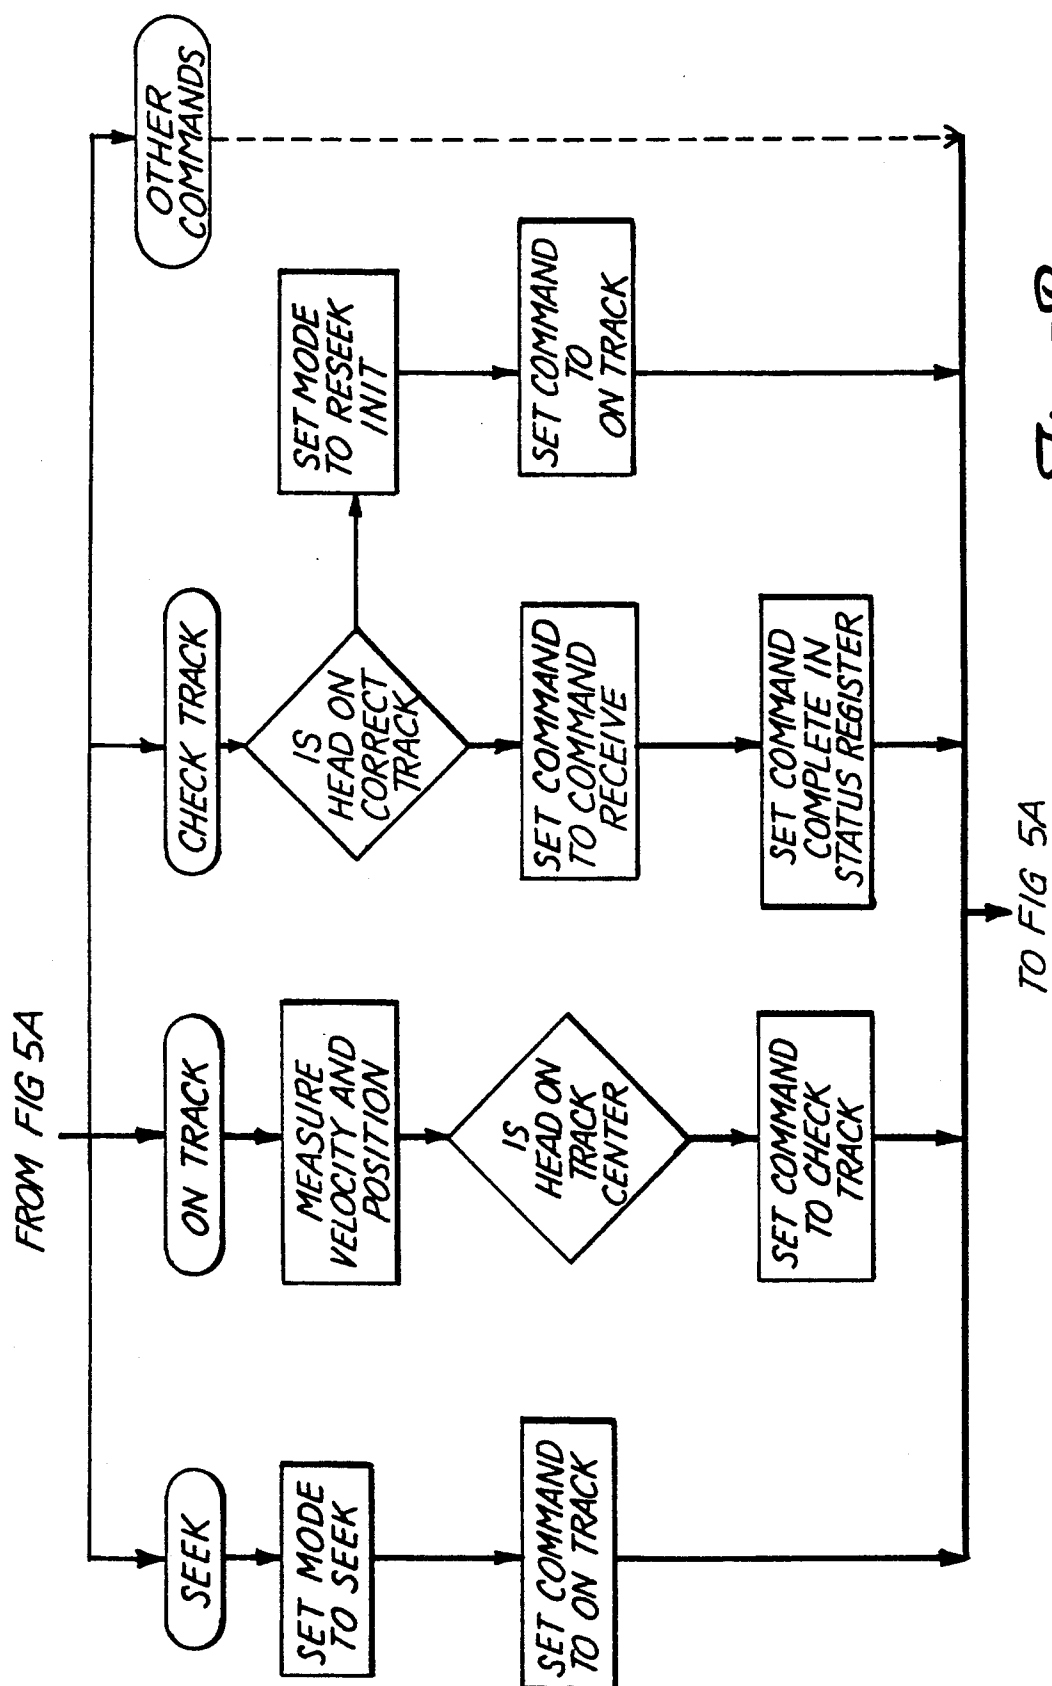 FROM FIG 5A
SEEK
SET MODE
TO SEEK
SET COMMAND
TO ON TRACK
ON TRACK
MEASURE
VELOCITY AND
POSITION
IS
HEAD ON
TRACK
CENTER
SET COMMAND
TO CHECK
TRACK
CHECK TRACK
IS
HEAD ON
CORRECT
TRACK
SET COMMAND
TO COMMAND
RECEIVE
SET COMMAND
COMPLETE IN
STATUS REGISTER
SET MODE
TO RESEEK
INIT
SET COMMAND
TO
ON TRACK
OTHER
COMMANDS
TO FIG 5A